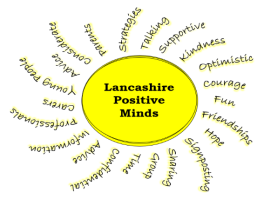 Lancashire
Positive
Minds
Strategies
Talking
Supportive
Kindness
Optimistic
Courage
Fun
Friendships
Hope
Signposting
Sharing
Group
Time
Confidential
Advice
Information
Professionals
Carers
Young People
Advice
Considerate
Parents